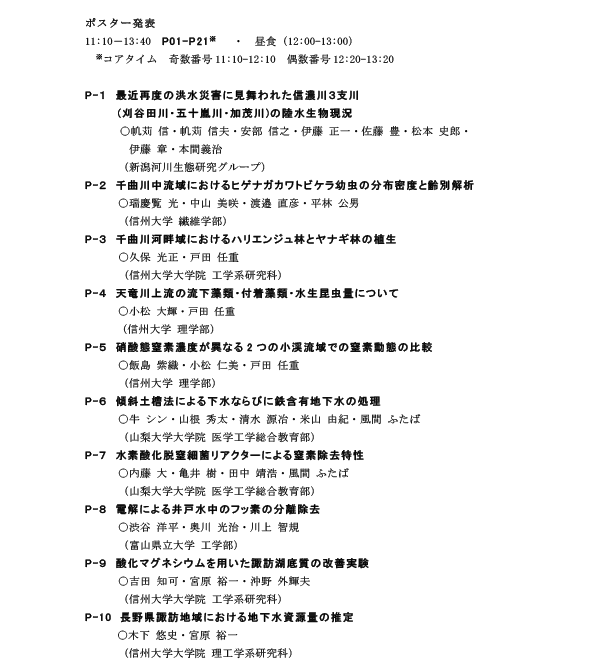 ポスター発表
11:10－13:40 P01-P21※ ・ 昼食 (12:00-13:00)
※コアタイム 奇数番号 11:10-12:10 偶数番号 12:20-13:20
P-1 最近再度の洪水災害に見舞われた信濃川３支川
（刈谷田川・五十嵐川・加茂川）の陸水生物現況
○帆苅 信・帆苅 信夫・安部 信之・伊藤 正一・佐藤 豊・松本 史郎・
伊藤 章・本間義治
（新潟河川生態研究グループ）
P-2 千曲川中流域におけるヒゲナガカワトビケラ幼虫の分布密度と齢別解析
○瑞慶覧 光・中山 美咲・渡邉 直彦・平林 公男
（信州大学 繊維学部）
P-3 千曲川河畔域におけるハリエンジュ林とヤナギ林の植生
○久保 光正・戸田 任重
（信州大学大学院 工学系研究科）
P-4 天竜川上流の流下藻類・付着藻類・水生昆虫量について
○小松 大輝・戸田 任重
（信州大学 理学部）
P-5 硝酸態窒素濃度が異なる２つの小渓流域での窒素動態の比較
○飯島 紫織・小松 仁美・戸田 任重
（信州大学 理学部）
P-6 傾斜土槽法による下水ならびに鉄含有地下水の処理
○牛 シン・山根 秀太・清水 源治・米山 由紀・風間 ふたば
（山梨大学大学院 医学工学総合教育部）
P-7 水素酸化脱窒細菌リアクターによる窒素除去特性
○内藤 大・亀井 樹・田中 靖浩・風間 ふたば
（山梨大学大学院 医学工学総合教育部）
P-8 電解による井戸水中のフッ素の分離除去
○渋谷 洋平・奥川 光治・川上 智規
（富山県立大学 工学部）
P-9 酸化マグネシウムを用いた諏訪湖底質の改善実験
○吉田 知可・宮原 裕一・沖野 外輝夫
（信州大学大学院 工学系研究科）
P-10 長野県諏訪地域における地下水資源量の推定
○木下 悠史・宮原 裕一
（信州大学大学院 理工学系研究科）